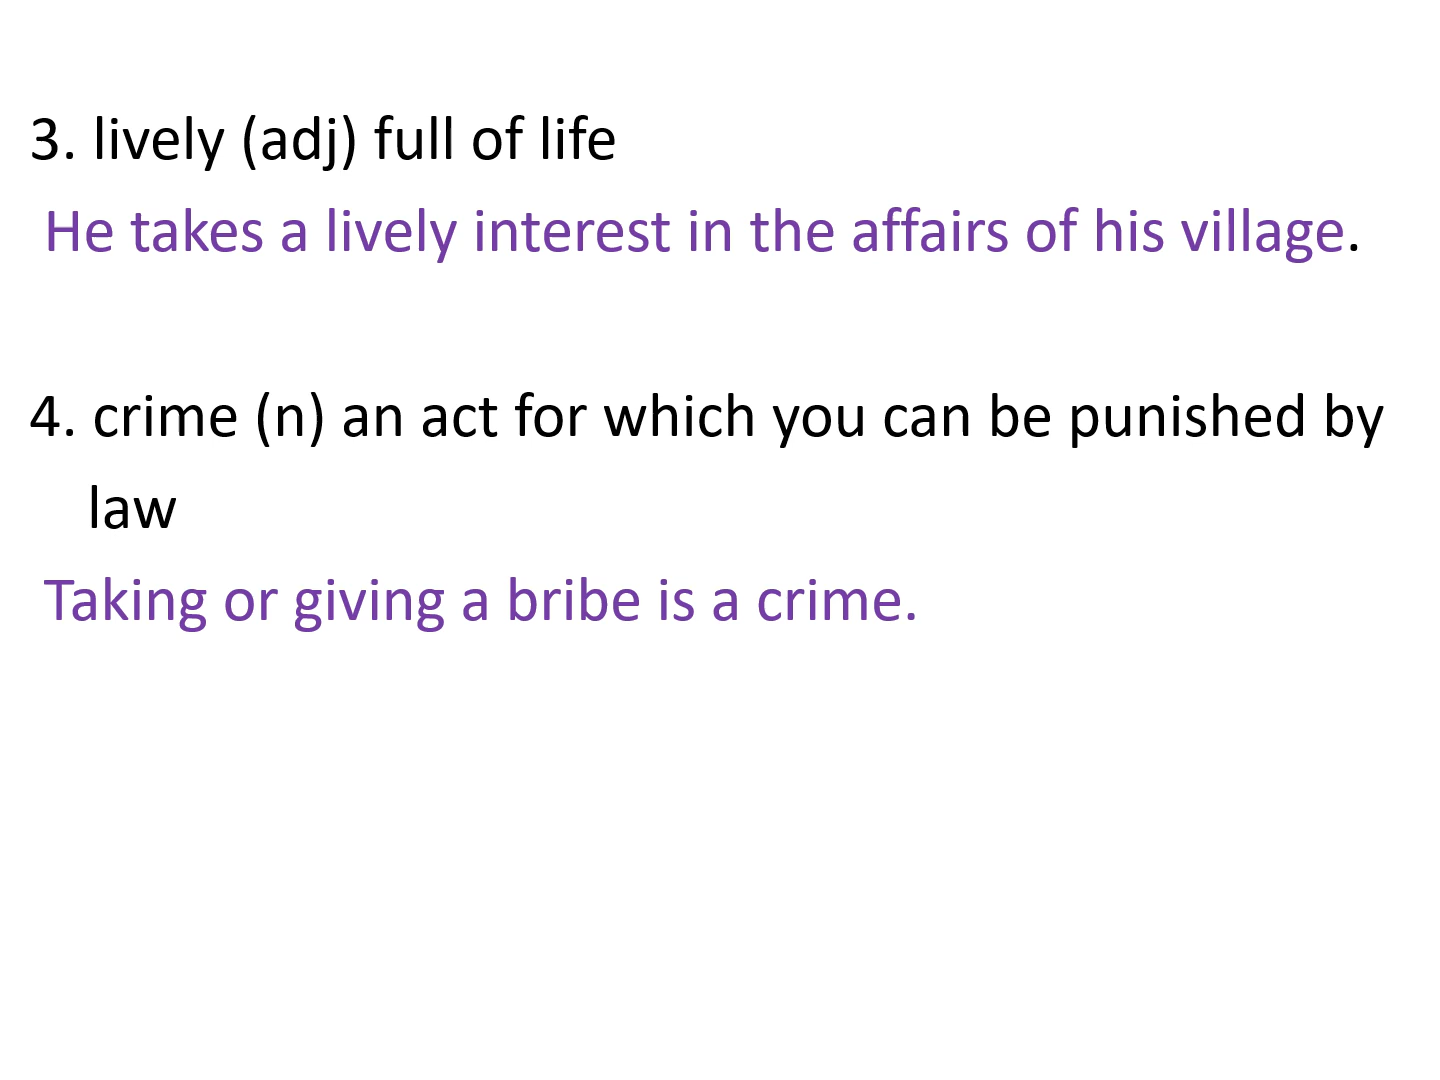 3. lively (adj) full of life
He takes a lively interest in the affairs of his village.
4. crime (n) an act for which you can be punished by
law
Taking or giving a bribe is a crime.